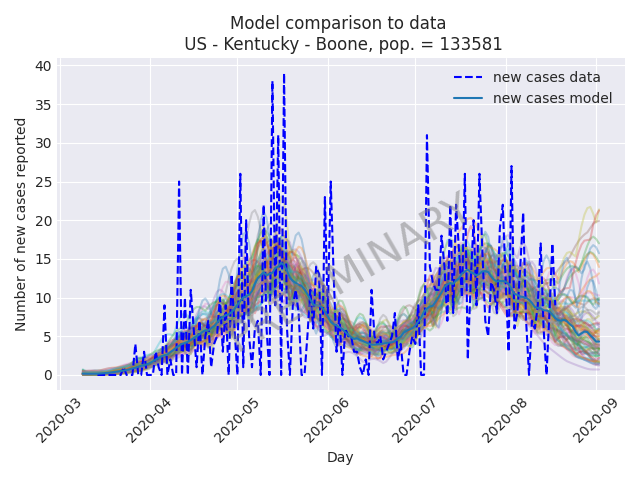 Model comparison to data
US - Kentucky - Boone, pop. = 133581
40
35
30
25
20
15
10
5
0
Number of new cases reported
new cases data
new cases model
2020-03
2020-04
2020-05
2020-06
2020-07
2020-08
2020-09
Day